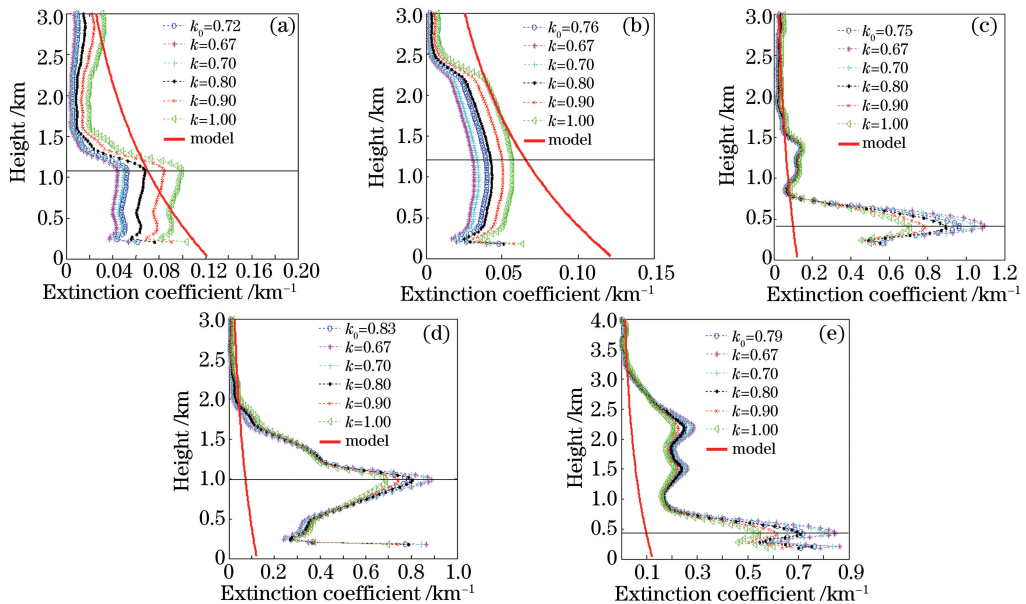 (a)
3.0
2.5
2.0
1.5
1.0
0.5
0
Height /km
k₀=0.72
k=0.67
k=0.70
k=0.80
k=0.90
k=1.00
model
0 0.04 0.08 0.12 0.16 0.20
Extinction coefficient /km⁻¹
(b)
3.0
2.5
2.0
1.5
1.0
0.5
0
Height /km
k₀=0.76
k=0.67
k=0.70
k=0.80
k=0.90
k=1.00
model
0 0.05 0.10 0.15
Extinction coefficient /km⁻¹
(c)
3.0
2.5
2.0
1.5
1.0
0.5
0
Height /km
k₀=0.75
k=0.67
k=0.70
k=0.80
k=0.90
k=1.00
model
0 0.2 0.4 0.6 0.8 1.0 1.2
Extinction coefficient /km⁻¹
(d)
3.0
2.5
2.0
1.5
1.0
0.5
0
Height /km
k₀=0.83
k=0.67
k=0.70
k=0.80
k=0.90
k=1.00
model
0 0.2 0.4 0.6 0.8 1.0
Extinction coefficient /km⁻¹
(e)
4.0
3.5
3.0
2.5
2.0
1.5
1.0
0.5
0
Height /km
k₀=0.79
k=0.67
k=0.70
k=0.80
k=0.90
k=1.00
model
0.1 0.3 0.5 0.7 0.9
Extinction coefficient /km⁻¹